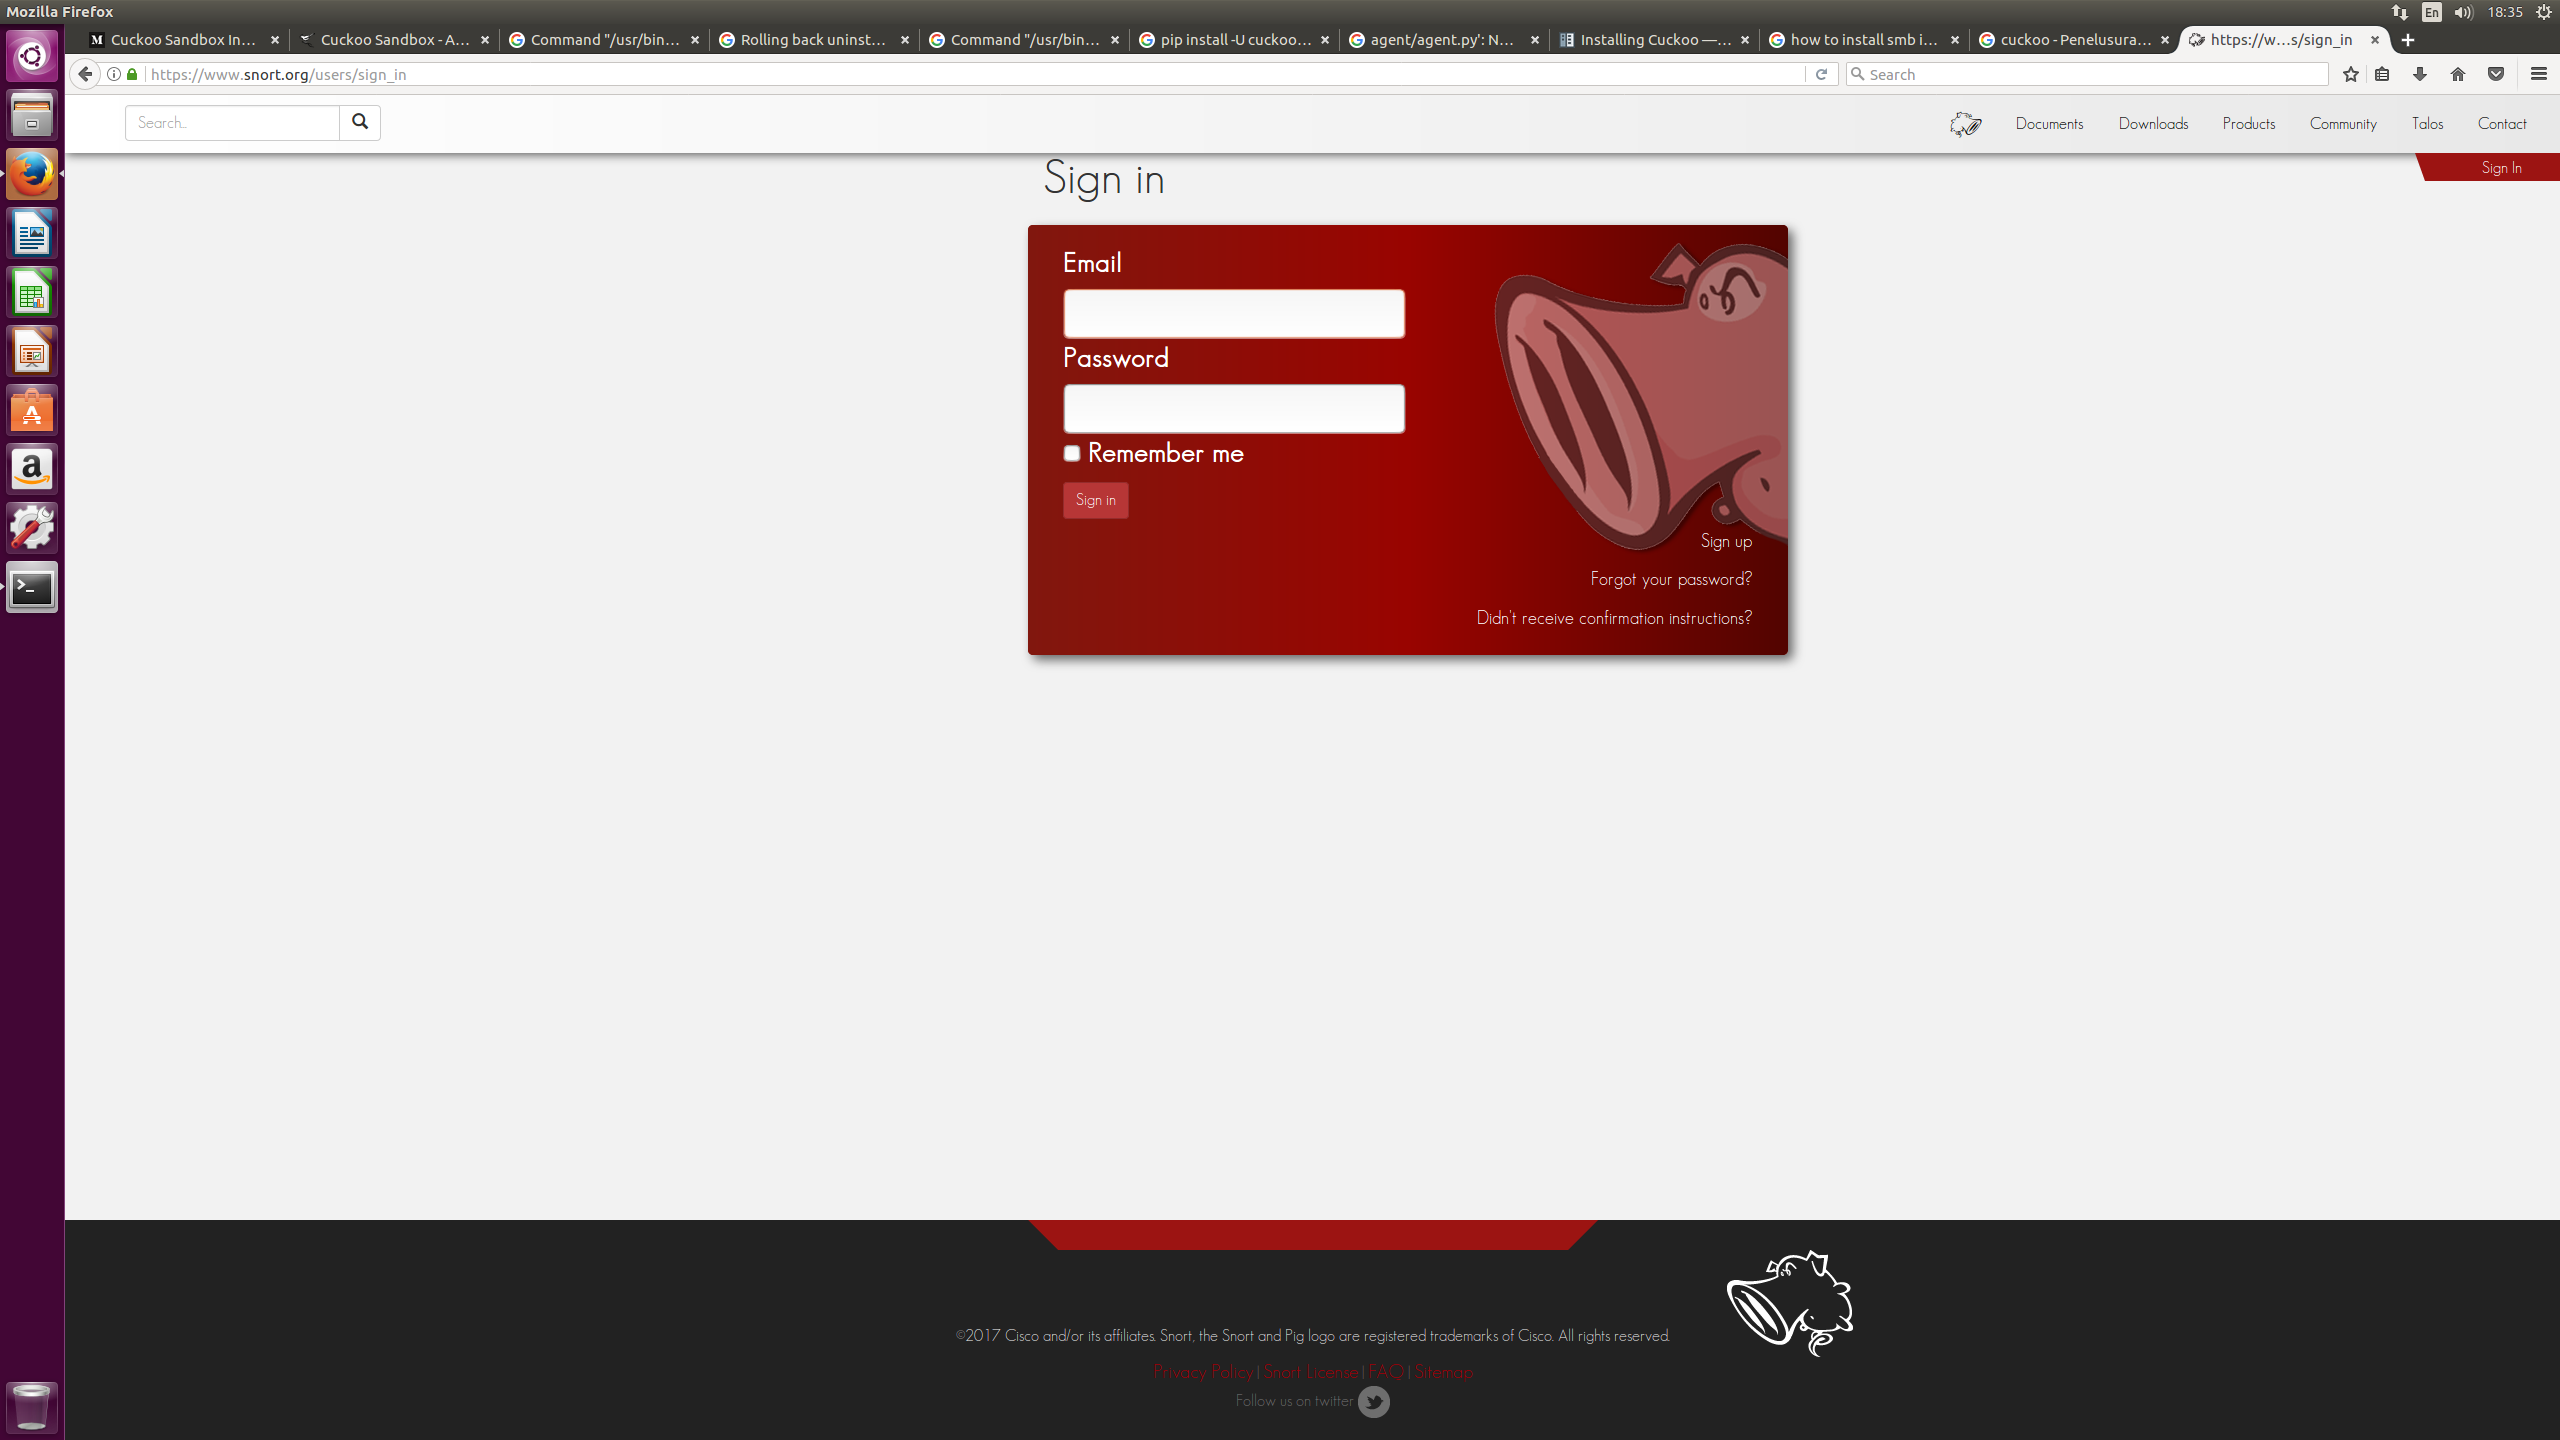 Mozilla Firefox
En
18:35
Cuckoo Sandbox In...
Cuckoo Sandbox - A...
Command "/usr/bin...
Rolling back uninst...
Command "/usr/bin...
pip install -U cuckoo...
agent/agent.py': N...
Installing Cuckoo —...
how to install smb i...
cuckoo - Penelusura...
https://w...s/sign_in
https://www.snort.org/users/sign_in
Search
Search...
Documents
Downloads
Products
Community
Talos
Contact
Sign In
Sign in
Email
Password
Remember me
Sign in
Sign up
Forgot your password?
Didn't receive confirmation instructions?
©2017 Cisco and/or its affiliates. Snort, the Snort and Pig logo are registered trademarks of Cisco. All rights reserved.
Privacy Policy | Snort License | FAQ | Sitemap
Follow us on twitter